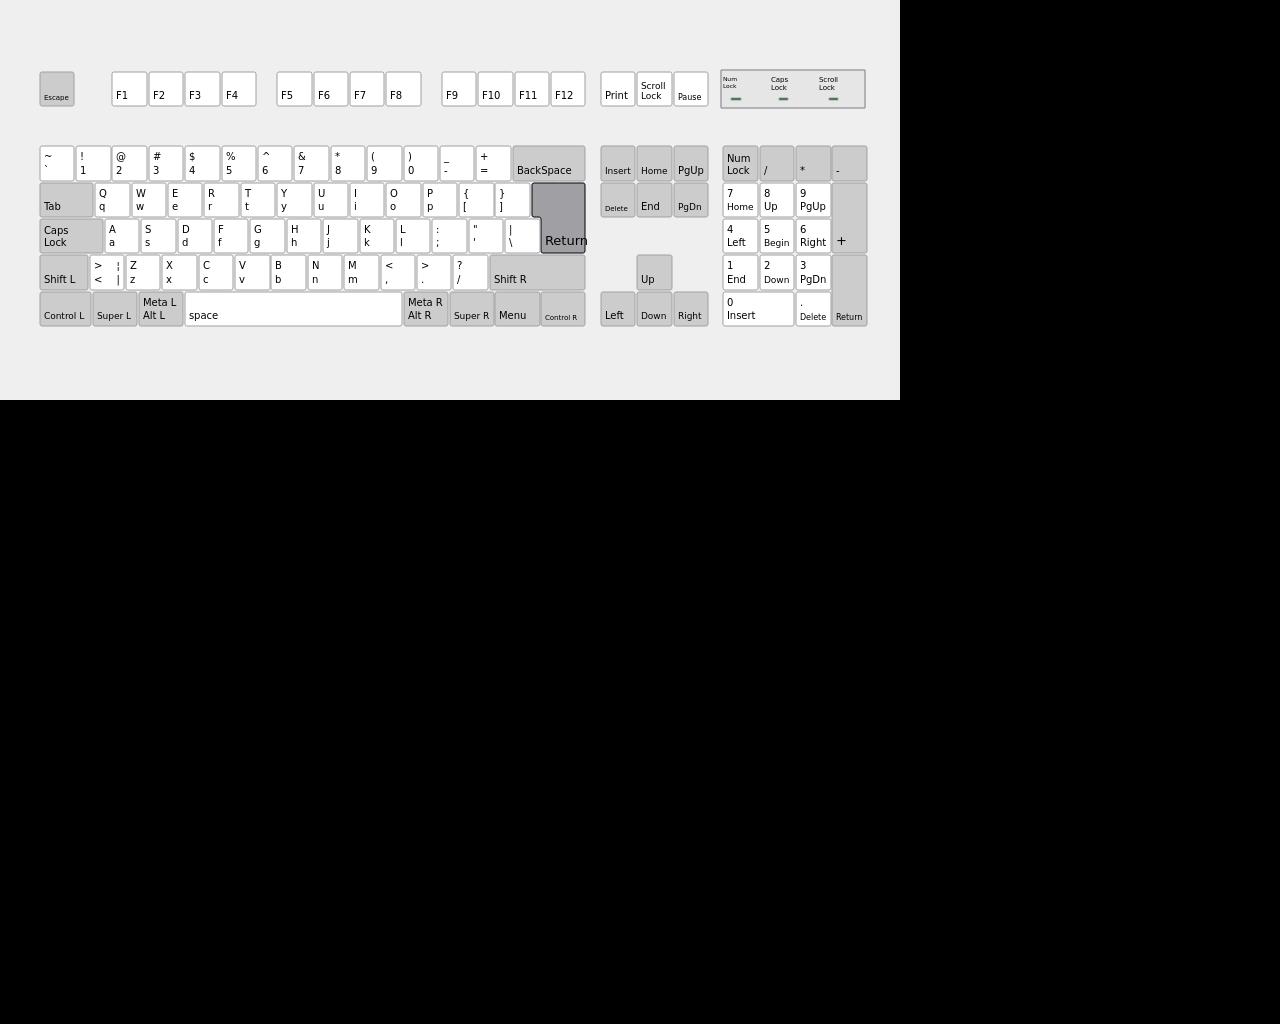 Escape F1 F2 F3 F4 F5 F6 F7 F8 F9 F10 F11 F12 Print Scroll Lock Pause Num Lock Caps Lock Scroll Lock
~ ! @ # $ % ^ & * ( ) _ + Num
` 1 2 3 4 5 6 7 8 9 0 - = BackSpace Insert Home PgUp Lock / * -
Q W E R T Y U I O P { } 7 8 9
Tab q w e r t y u i o p [ ] Delete End PgDn Home Up PgUp
Caps A S D F G H J K L : " | 4 5 6
Lock a s d f g h j k l ; ' \ Return Left Begin Right +
> ¦ Z X C V B N M < > ? 1 2 3
Shift L < | z x c v b n m , . / Shift R Up End Down PgDn
Meta L Meta R 0 .
Control L Super L Alt L space Alt R Super R Menu Control R Left Down Right Insert Delete Return